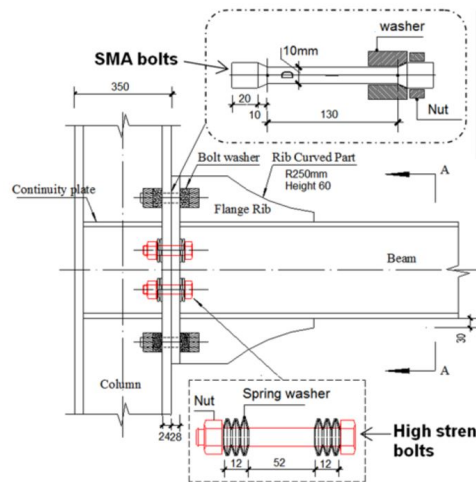 washer
SMA bolts
10mm
350
20
10
130
Nut
Bolt washer
Rib Curved Part
R250mm
Height 60
A
Continuity plate
Flange Rib
Beam
30
A
Column
2428
Nut
Spring washer
High stren
bolts
12
52
12